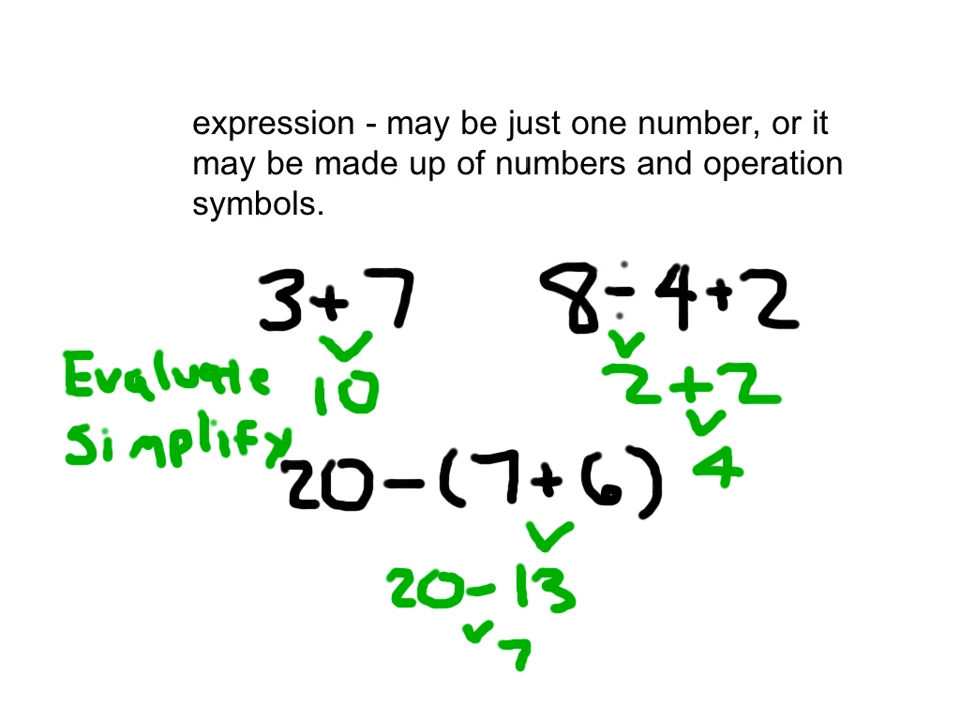 expression - may be just one number, or it
may be made up of numbers and operation
symbols.
3+7
8÷4+2
Evaluate
10
2+2
Simplify
4
20-(7+6)
20-13
7